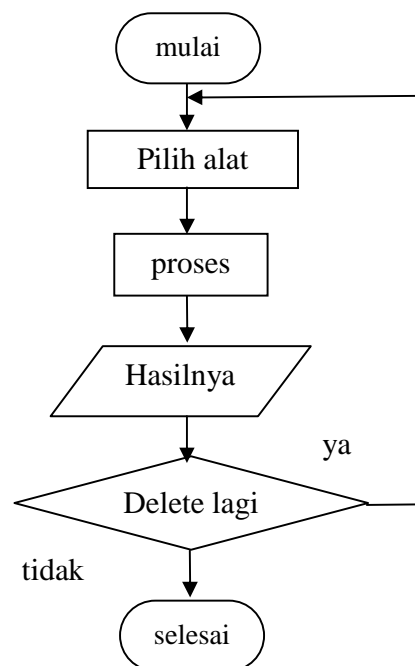 mulai
Pilih alat
proses
Hasilnya
ya
Delete lagi
tidak
selesai